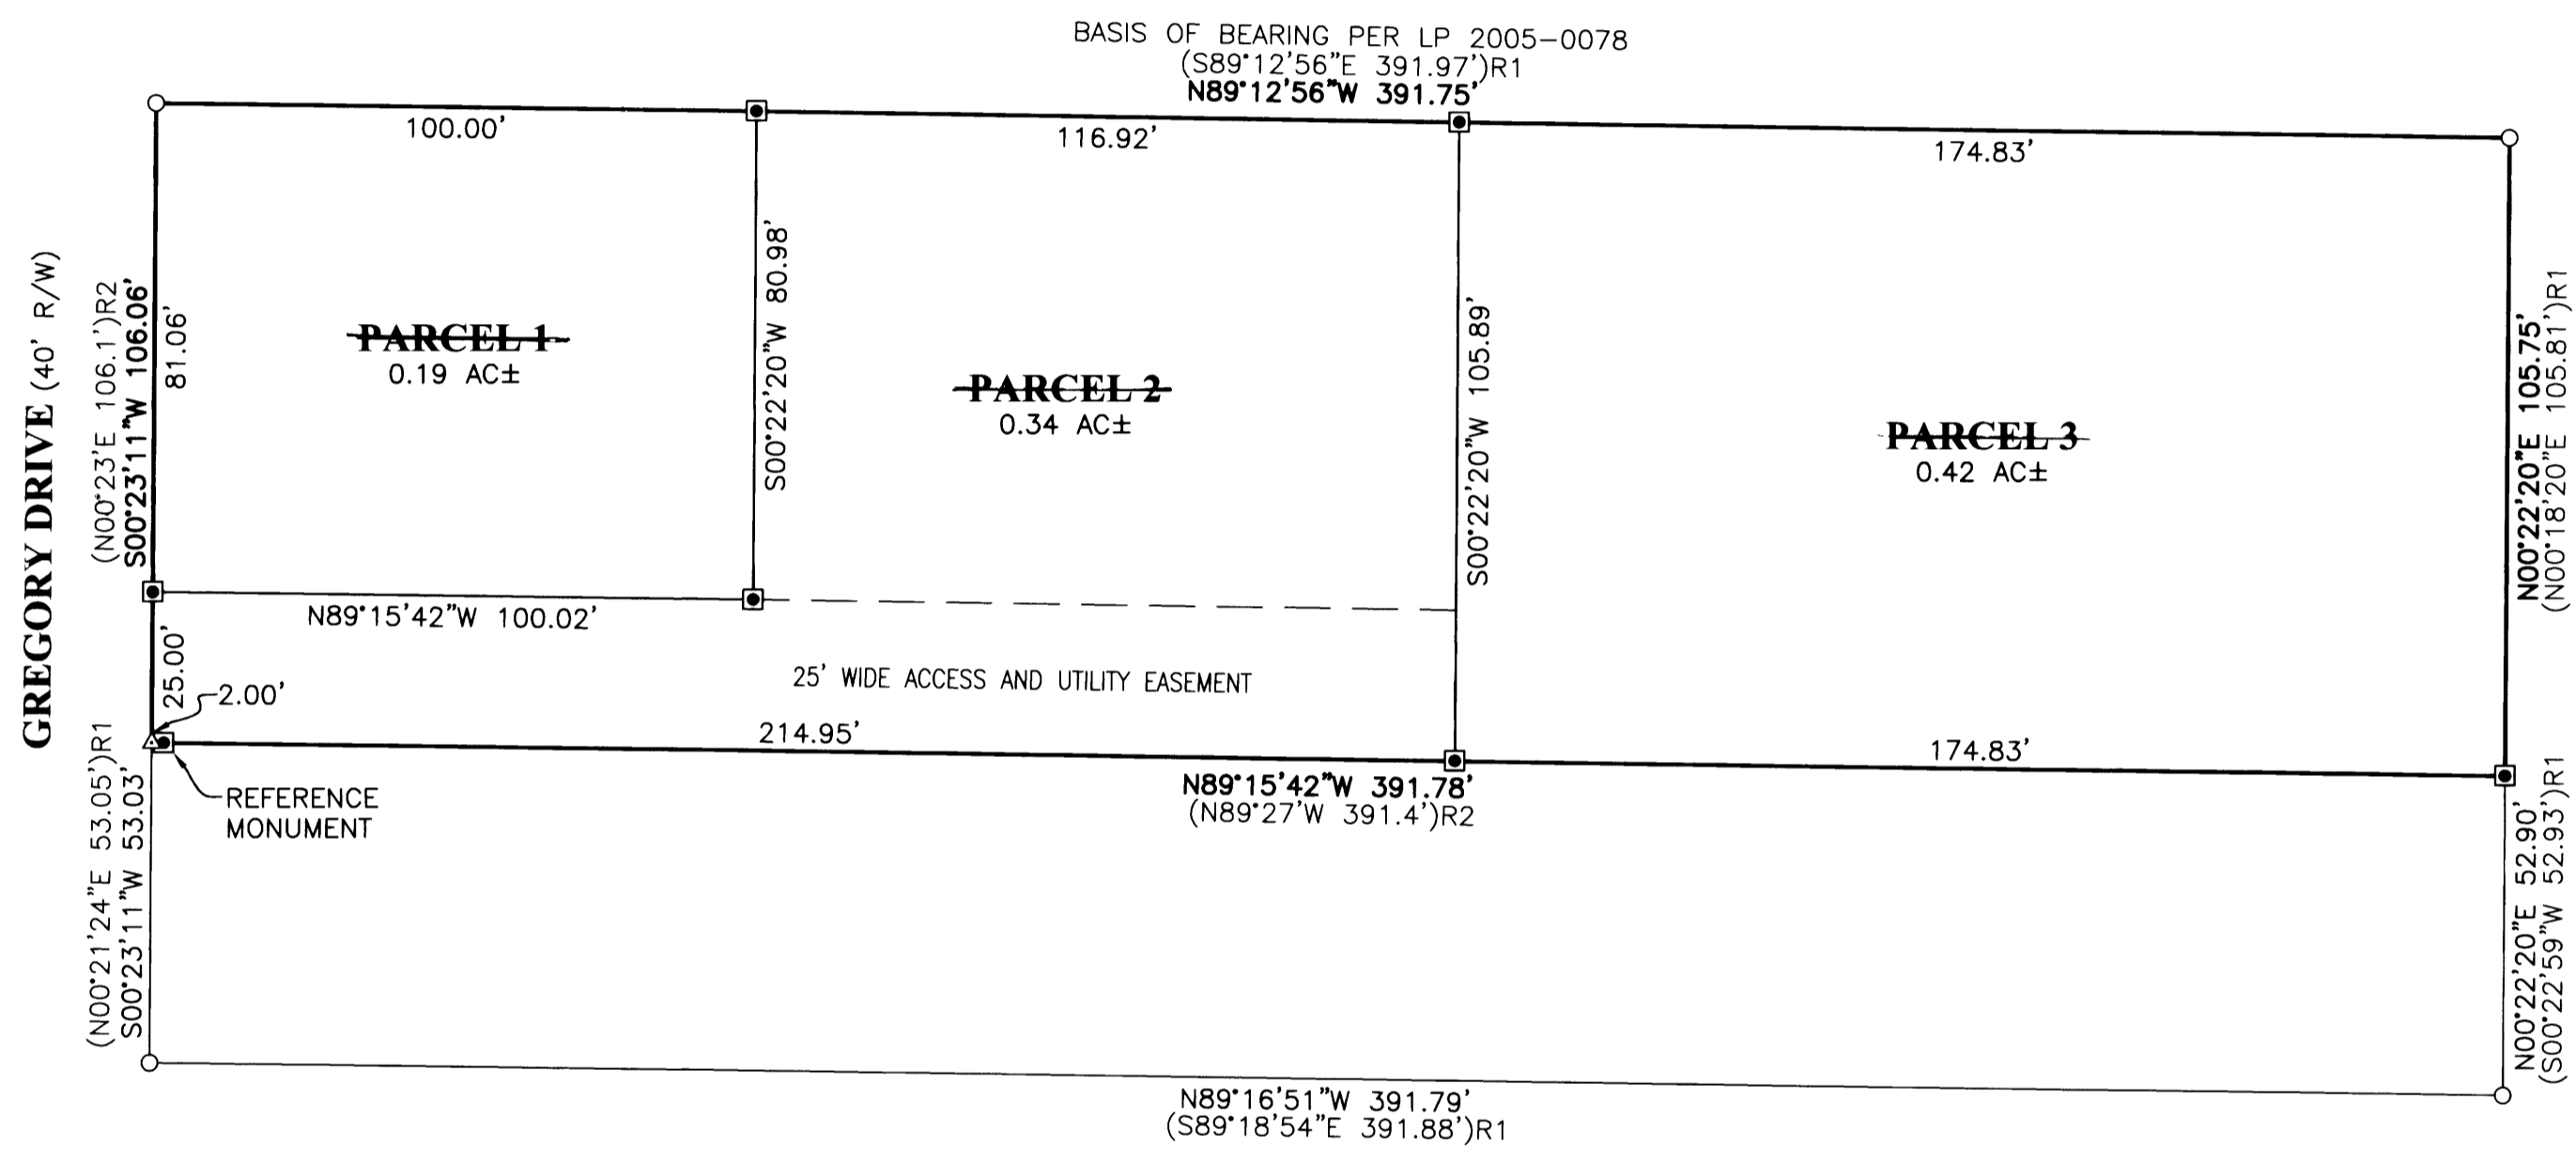 BASIS OF BEARING PER LP 2005-0078
(S89°12'56"E 391.97')R1
N89°12'56"W 391.75'
100.00'
116.92'
174.83'
GREGORY DRIVE (40' R/W)
(N00°23'E 106.1')R2
S00°23'11"W 106.06'
81.06'
PARCEL 1
0.19 AC±
S00°22'20"W 80.98'
PARCEL 2
0.34 AC±
S00°22'20"W 105.89'
PARCEL 3
0.42 AC±
N00°22'20"E 105.75'
(N00°18'20"E 105.81')R1
N89°15'42"W 100.02'
25.00'
2.00'
25' WIDE ACCESS AND UTILITY EASEMENT
214.95'
174.83'
REFERENCE
MONUMENT
N89°15'42"W 391.78'
(N89°27'W 391.4')R2
(N00°21'24"E 53.05')R1
S00°23'11"W 53.03'
N00°22'20"E 52.90'
(S00°22'59"W 52.93')R1
N89°16'51"W 391.79'
(S89°18'54"E 391.88')R1